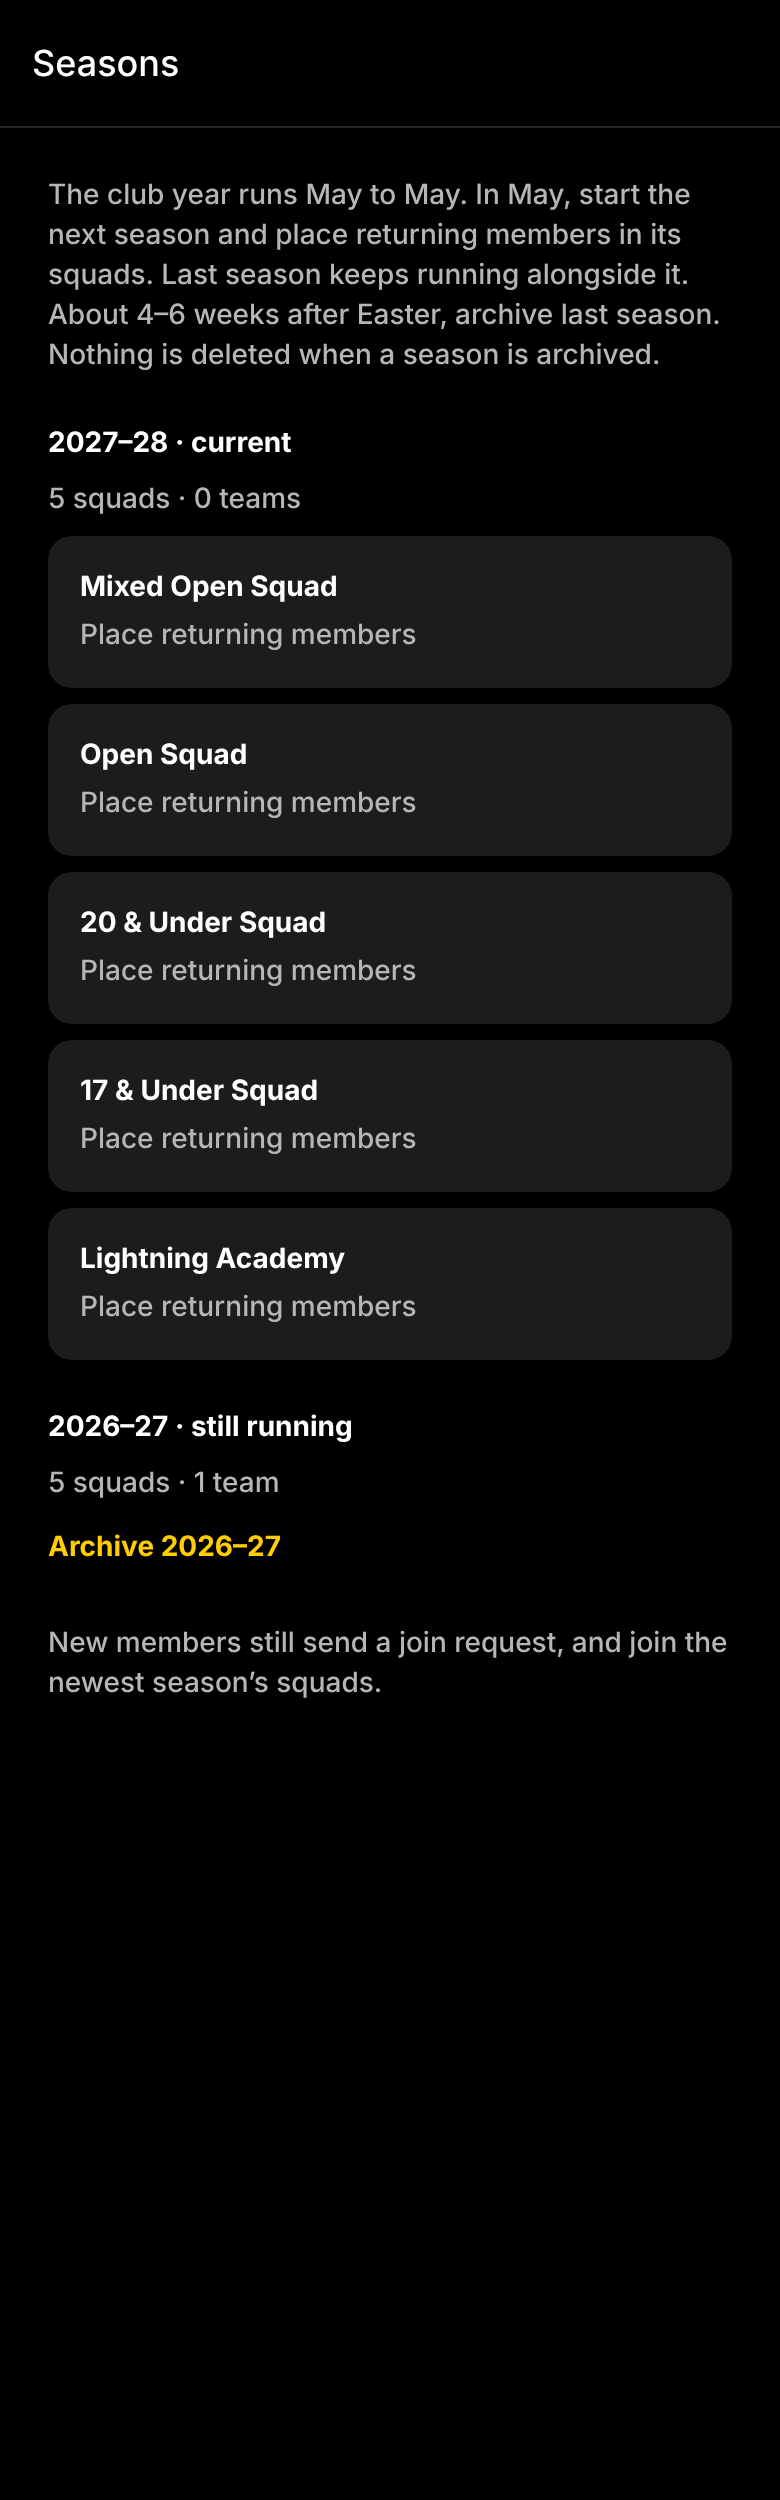 Seasons
The club year runs May to May. In May, start the
next season and place returning members in its
squads. Last season keeps running alongside it.
About 4–6 weeks after Easter, archive last season.
Nothing is deleted when a season is archived.
2027–28 · current
5 squads · 0 teams
Mixed Open Squad
Place returning members
Open Squad
Place returning members
20 & Under Squad
Place returning members
17 & Under Squad
Place returning members
Lightning Academy
Place returning members
2026–27 · still running
5 squads · 1 team
Archive 2026–27
New members still send a join request, and join the
newest season’s squads.